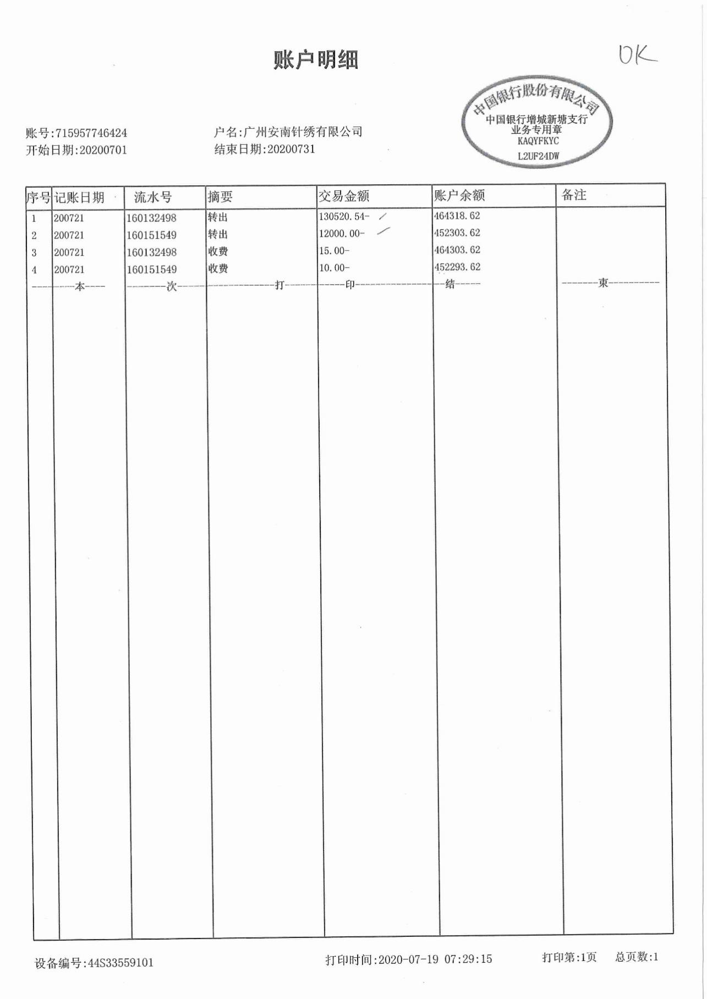 账户明细
OK
中国银行股份有限公司
中国银行增城新塘支行
业务专用章
KAQYFKYC
L2UF24DW
账号:715957746424 户名:广州安南针绣有限公司
开始日期:20200701 结束日期:20200731
序号 记账日期 流水号 摘要 交易金额 账户余额 备注
1 200721 160132498 转出 130520.54- 464318.62
2 200721 160151549 转出 12000.00- 452303.62
3 200721 160132498 收费 15.00- 464303.62
4 200721 160151549 收费 10.00- 452293.62
--------本---- --------次----- -------------打------ -----印------------ --结----- -------束----------
设备编号:44S33559101 打印时间:2020-07-19 07:29:15 打印第:1页 总页数:1